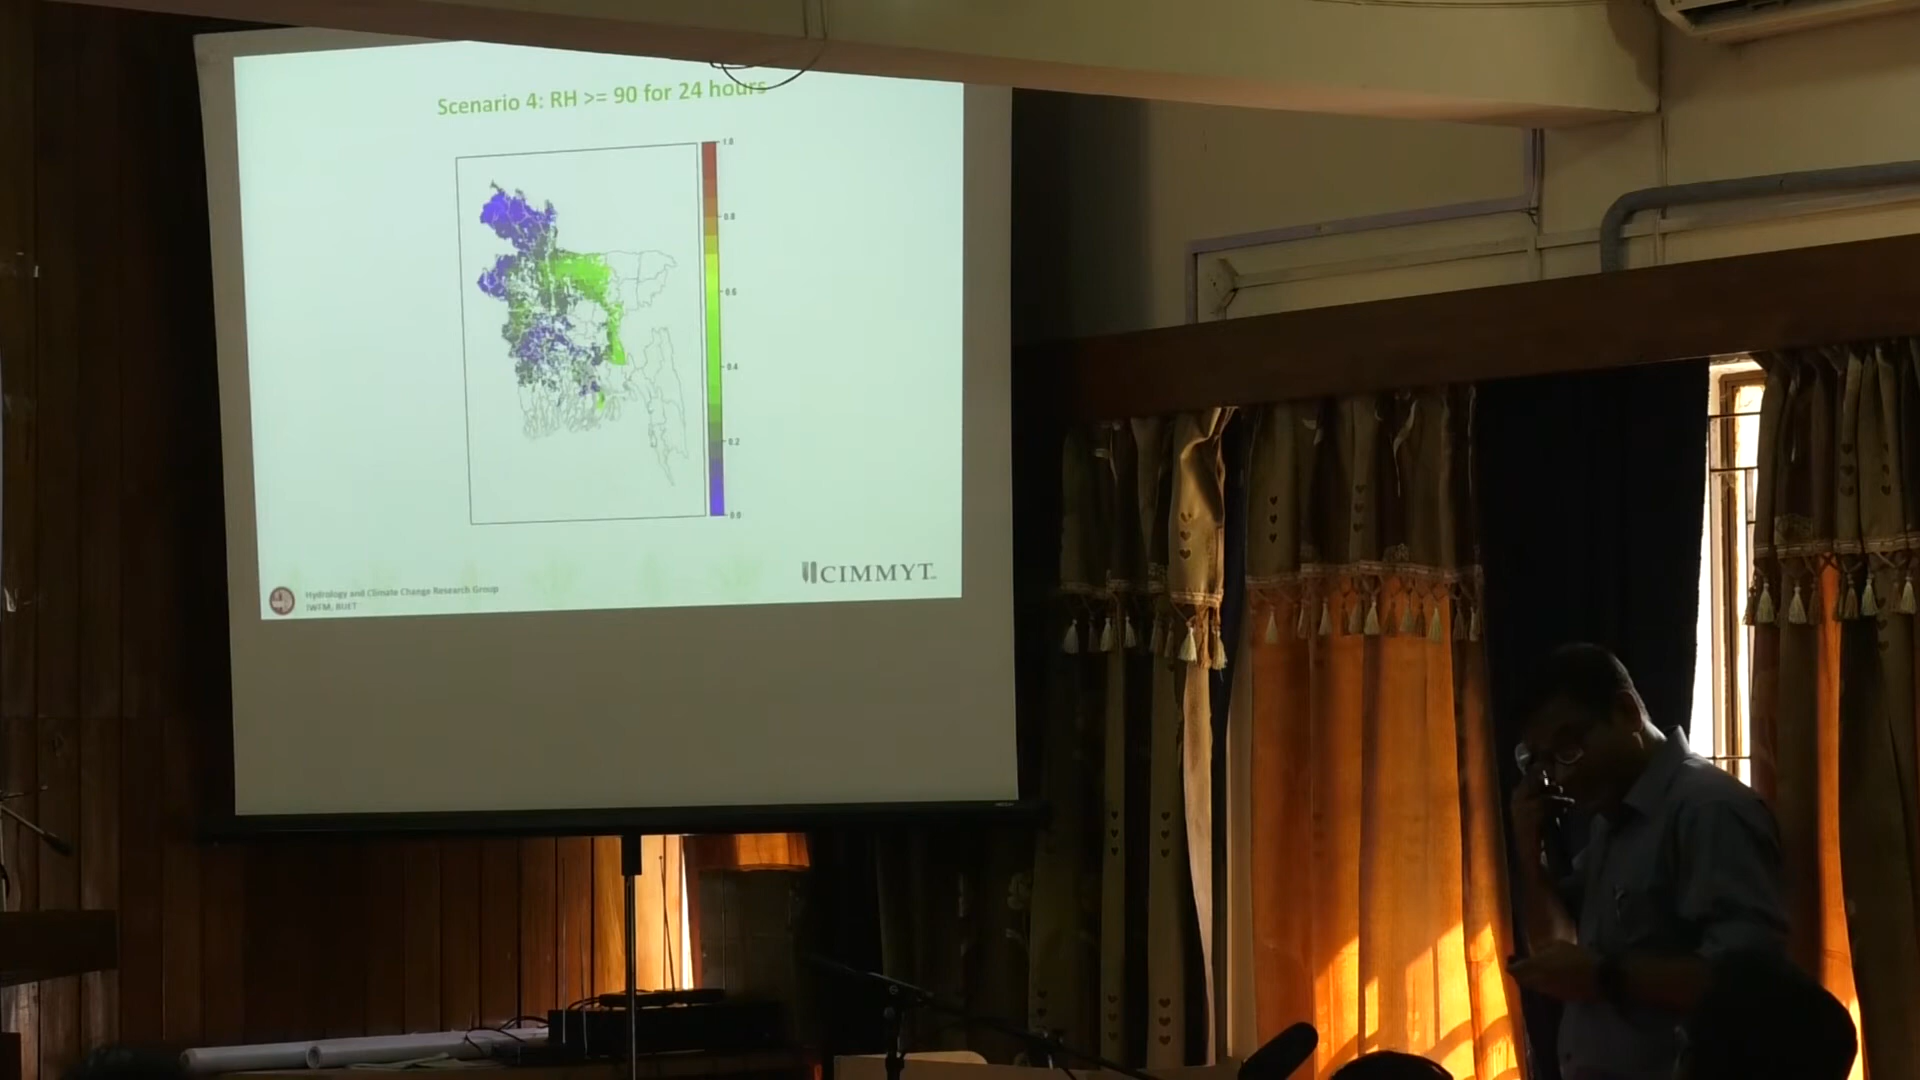 Scenario 4: RH >= 90 for 24 hours
1.0
0.8
0.6
0.4
0.2
0.0
CIMMYT
Hydrology and Climate Change Research Group
IWFM, BUET